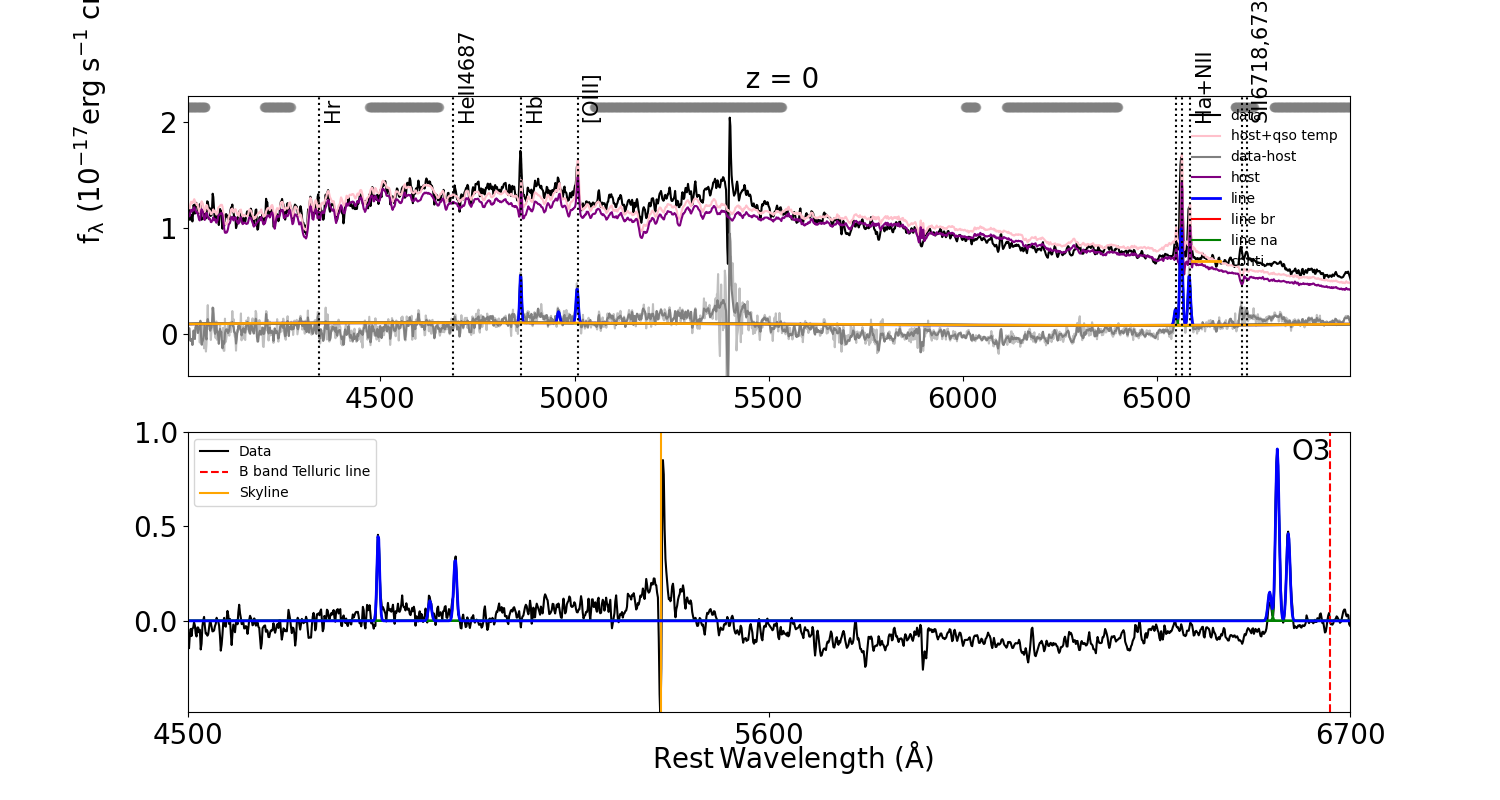 z = 0
f_λ (10^−17 erg s^−1 c
Hr
HeII4687
Hb
[OIII]
Ha+NII
SII6718,673
data
host+qso temp
data-host
host
line
line br
line na
conti
2
1
0
4500
5000
5500
6000
6500
Data
B band Telluric line
Skyline
O3
1.0
0.5
0.0
4500
5600
6700
Rest Wavelength (Å)